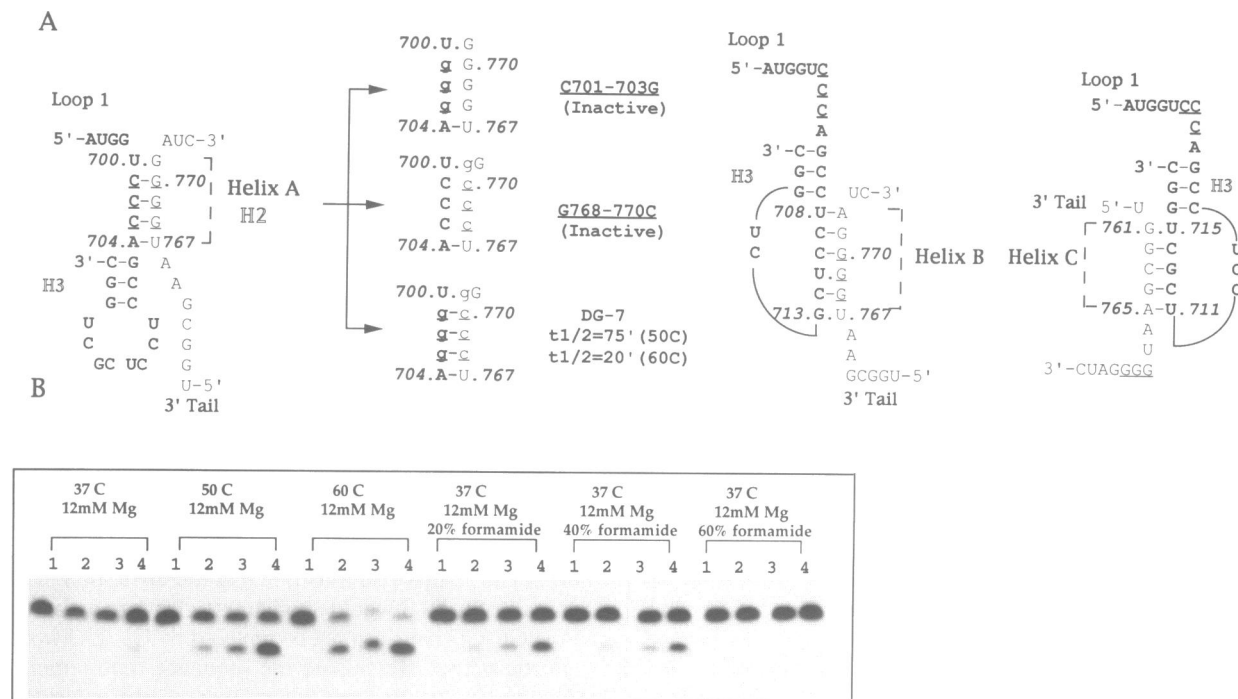 A
Loop 1
5'-AUGG AUC-3'
700.U.G
C-G.770
C-G
C-G
704.A-U767
Helix A
H2
3'-C-G A
H3
G C A
G-C G
U U C
C C G
GC UC G
U-5'
3' Tail
700.U.G
g G.770
g G
g G
704.A-U.767
C701-703G
(Inactive)
700.U.gG
C c.770
C c
C c
704.A-U.767
G768-770C
(Inactive)
700.U.gG
g-c.770
g-c
g-c
704.A-U.767
DG-7
t1/2=75'(50C)
t1/2=20'(60C)
Loop 1
5'-AUGGUC
C
C
A
3'-C-G
G-C
H3 G-C UC-3'
708.U-A
U C-G
C C-G.770
U-G
C-G
713.G-U.767
Helix B
A
A
GCGGU-5'
3' Tail
Loop 1
5'-AUGGUCC
C
A
3'-C-G
G-C H3
3' Tail 5'-U G-C
761.G-U.715
G-C
C-G
G-C
765.A-U.711
Helix C
U
C
C
A
U
3'-CUAGGGG
B
37 C
12mM Mg
50 C
12mM Mg
60 C
12mM Mg
37 C
12mM Mg
20% formamide
37 C
12mM Mg
40% formamide
37 C
12mM Mg
60% formamide
1 2 3 4 1 2 3 4 1 2 3 4 1 2 3 4 1 2 3 4 1 2 3 4